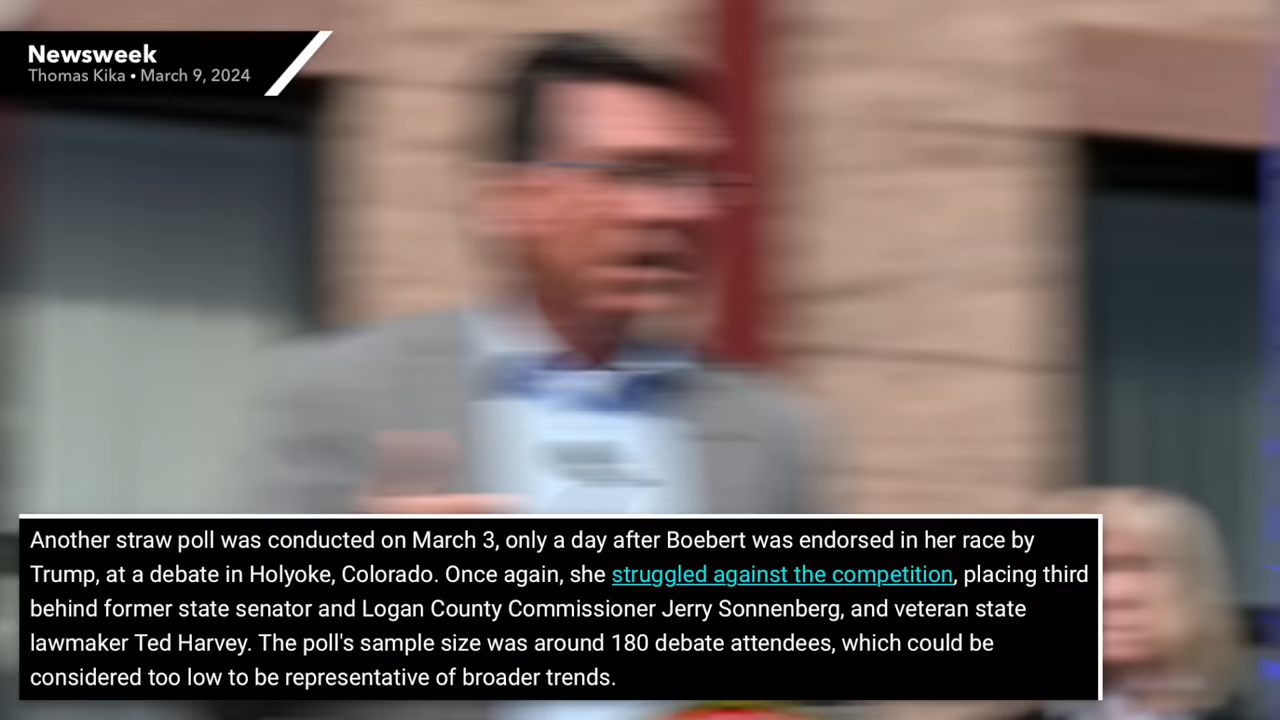 Newsweek
Thomas Kika • March 9, 2024
Another straw poll was conducted on March 3, only a day after Boebert was endorsed in her race by
Trump, at a debate in Holyoke, Colorado. Once again, she struggled against the competition, placing third
behind former state senator and Logan County Commissioner Jerry Sonnenberg, and veteran state
lawmaker Ted Harvey. The poll's sample size was around 180 debate attendees, which could be
considered too low to be representative of broader trends.